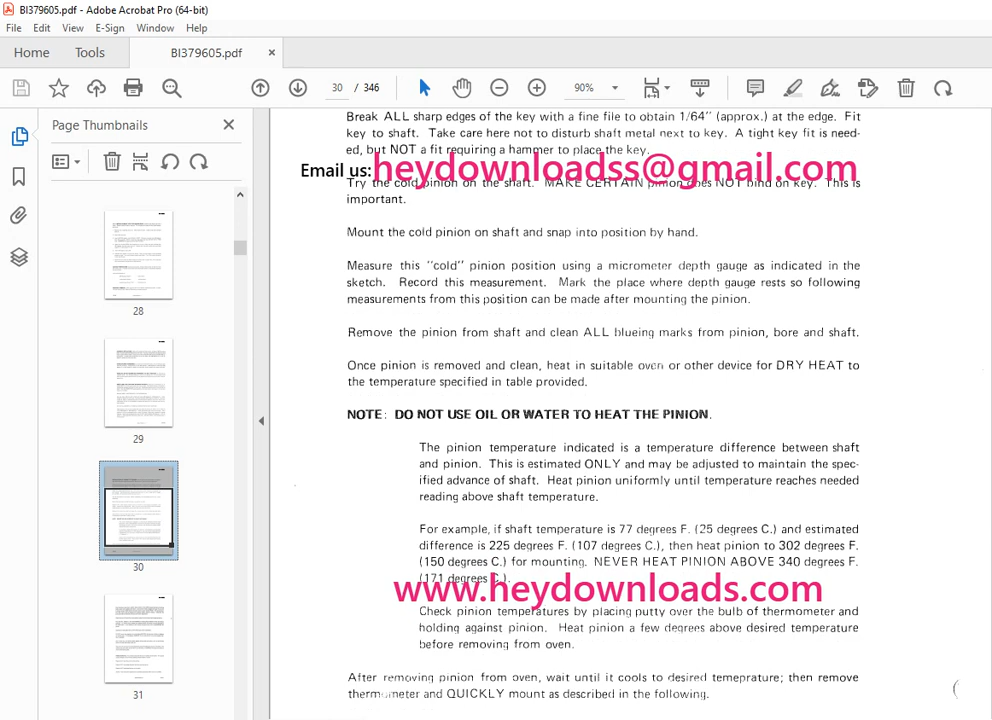 BI379605.pdf - Adobe Acrobat Pro (64-bit)
File Edit View E-Sign Window Help
Home Tools BI379605.pdf ×
30 / 346 90%
Page Thumbnails
28
29
30
31
Break ALL sharp edges of the key with a fine file to obtain 1/64" (approx.) at the edge. Fit
key to shaft. Take care here not to disturb shaft metal next to key. A tight key fit is need-
ed, but NOT a fit requiring a hammer to place the key.
Email us:heydownloadss@gmail.com
Try the cold pinion on the shaft. MAKE CERTAIN pinion does NOT bind on key. This is
important.
Mount the cold pinion on shaft and snap into position by hand.
Measure this "cold" pinion position using a micrometer depth gauge as indicated in the
sketch. Record this measurement. Mark the place where depth gauge rests so following
measurements from this position can be made after mounting the pinion.
Remove the pinion from shaft and clean ALL blueing marks from pinion, bore and shaft.
Once pinion is removed and clean, heat in suitable oven or other device for DRY HEAT to
the temperature specified in table provided.
NOTE: DO NOT USE OIL OR WATER TO HEAT THE PINION.
The pinion temperature indicated is a temperature difference between shaft
and pinion. This is estimated ONLY and may be adjusted to maintain the spec-
ified advance of shaft. Heat pinion uniformly until temperature reaches needed
reading above shaft temperature.
For example, if shaft temperature is 77 degrees F. (25 degrees C.) and estimated
difference is 225 degrees F. (107 degrees C.), then heat pinion to 302 degrees F.
(150 degrees C.) for mounting. NEVER HEAT PINION ABOVE 340 degrees F.
(171 degrees C.).
www.heydownloads.com
Check pinion temperatures by placing putty over the bulb of thermometer and
holding against pinion. Heat pinion a few degrees above desired temperature
before removing from oven.
After removing pinion from oven, wait until it cools to desired temeprature; then remove
thermometer and QUICKLY mount as described in the following.